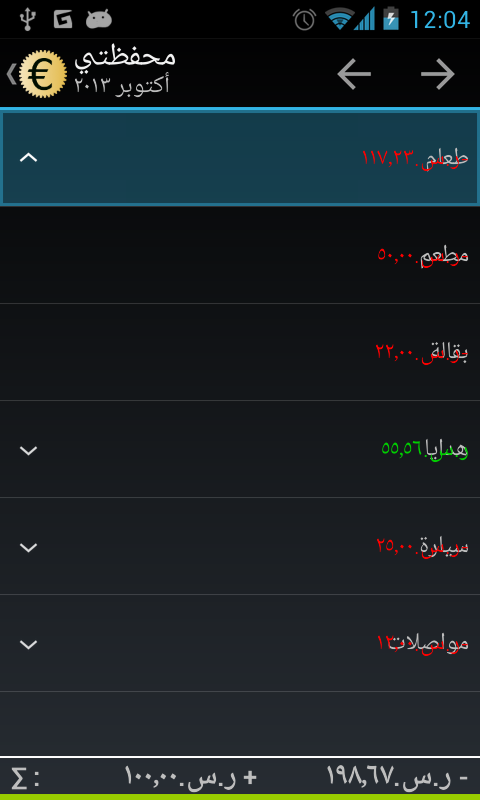 12:04
محفظتي
أكتوبر ٢٠١٣
طعام ر.س.١١٧,٢٣
مطعم ر.س.٥٠,٠٠
بقالة ر.س.٢٢,٠٠
هدايا ر.س.٥٥,٥٦
سيارة ر.س.٢٥,٠٠
مواصلات
∑ : + ر.س.١٠٠,٠٠ - ر.س.١٩٨,٦٧